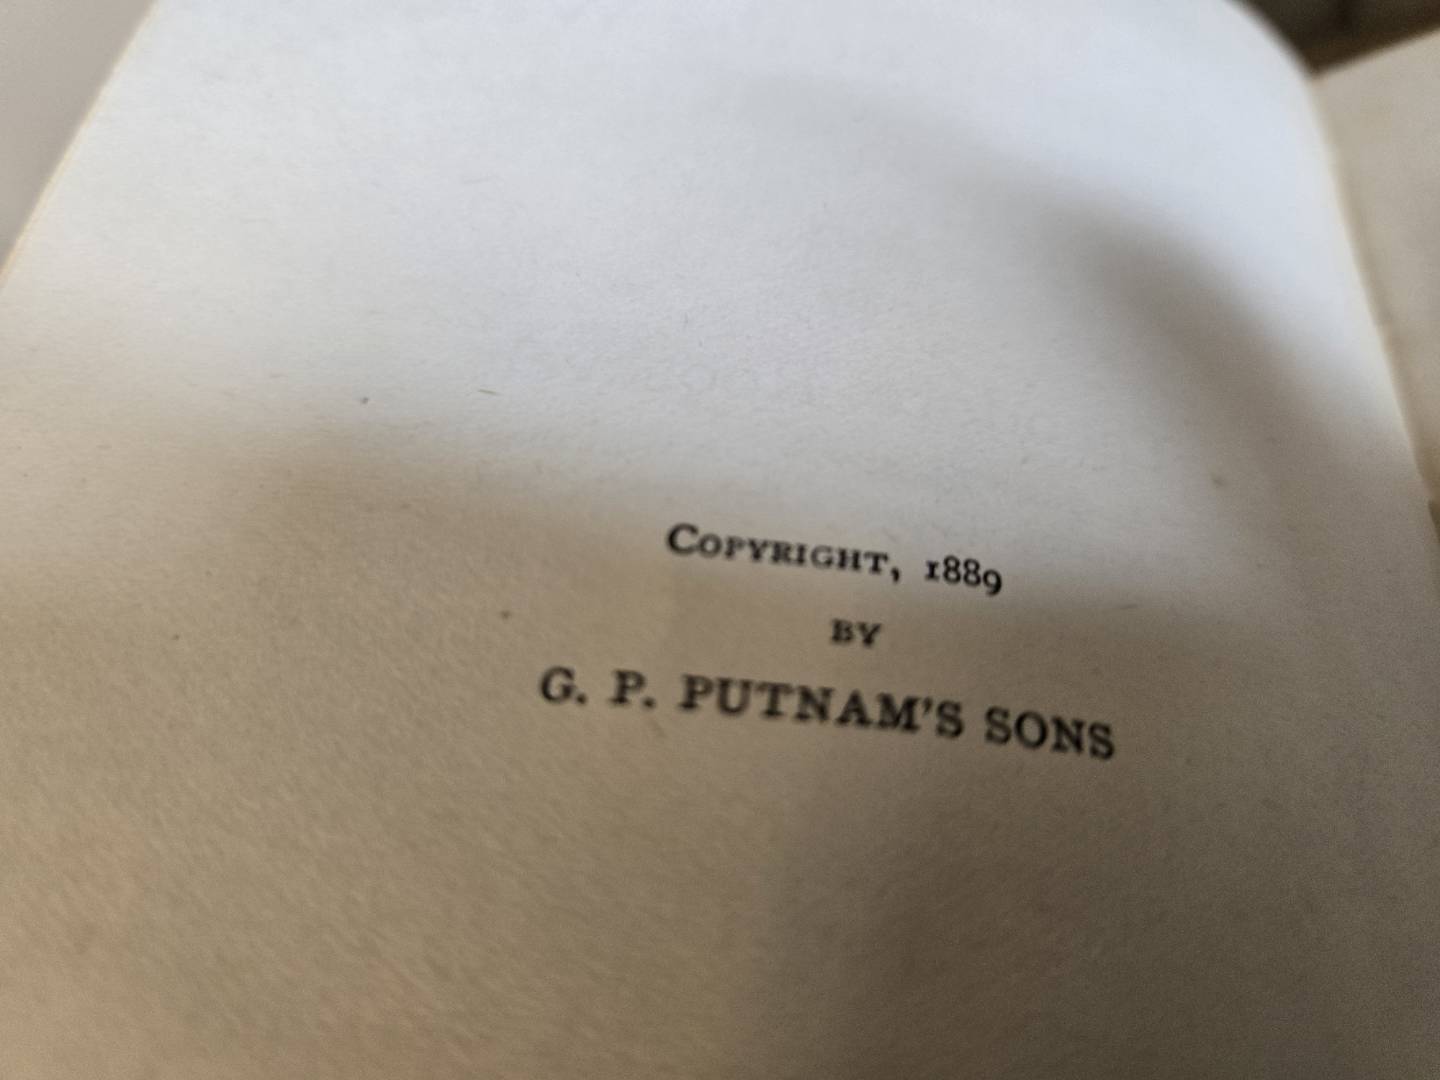 COPYRIGHT, 1889
BY
G. P. PUTNAM'S SONS